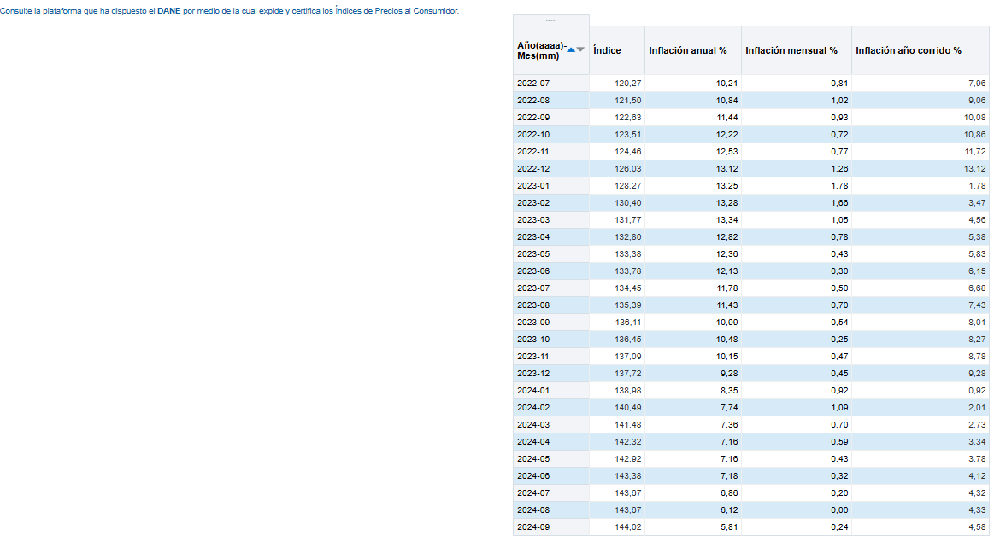 Consulte la plataforma que ha dispuesto el DANE por medio de la cual expide y certifica los Índices de Precios al Consumidor.
Año(aaaa)-Mes(mm) Índice Inflación anual % Inflación mensual % Inflación año corrido %
2022-07 120,27 10,21 0,81 7,96
2022-08 121,50 10,84 1,02 9,06
2022-09 122,63 11,44 0,93 10,08
2022-10 123,51 12,22 0,72 10,86
2022-11 124,46 12,53 0,77 11,72
2022-12 126,03 13,12 1,26 13,12
2023-01 128,27 13,25 1,78 1,78
2023-02 130,40 13,28 1,66 3,47
2023-03 131,77 13,34 1,05 4,56
2023-04 132,80 12,82 0,78 5,38
2023-05 133,38 12,36 0,43 5,83
2023-06 133,78 12,13 0,30 6,15
2023-07 134,45 11,78 0,50 6,68
2023-08 135,39 11,43 0,70 7,43
2023-09 136,11 10,99 0,54 8,01
2023-10 136,45 10,48 0,25 8,27
2023-11 137,09 10,15 0,47 8,78
2023-12 137,72 9,28 0,45 9,28
2024-01 138,98 8,35 0,92 0,92
2024-02 140,49 7,74 1,09 2,01
2024-03 141,48 7,36 0,70 2,73
2024-04 142,32 7,16 0,59 3,34
2024-05 142,92 7,16 0,43 3,78
2024-06 143,38 7,18 0,32 4,12
2024-07 143,67 6,86 0,20 4,32
2024-08 143,67 6,12 0,00 4,33
2024-09 144,02 5,81 0,24 4,58